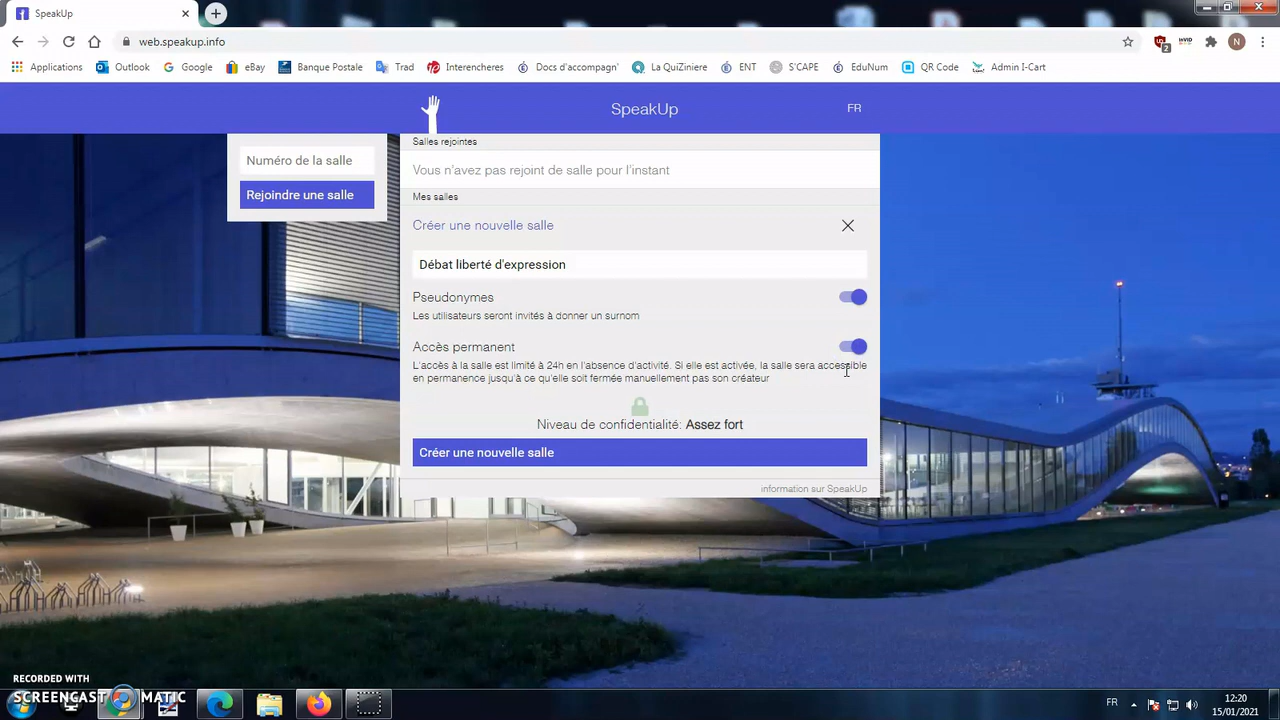 SpeakUp
web.speakup.info
2
N
Applications
Outlook
Google
eBay
Banque Postale
Trad
Interencheres
Docs d'accompagn'
La QuiZiniere
ENT
S'CAPE
EduNum
QR Code
Admin I-Cart
SpeakUp
FR
Numéro de la salle
Rejoindre une salle
Salles rejointes
Vous n'avez pas rejoint de salle pour l'instant
Mes salles
Créer une nouvelle salle
Débat liberté d'expression
Pseudonymes
Les utilisateurs seront invités à donner un surnom
Accès permanent
L'accès à la salle est limité à 24h en l'absence d'activité. Si elle est activée, la salle sera accessible
en permanence jusqu'à ce qu'elle soit fermée manuellement pas son créateur
Niveau de confidentialité: Assez fort
Créer une nouvelle salle
information sur SpeakUp
RECORDED WITH
SCREENCAST MATIC
FR
12:20
15/01/2021